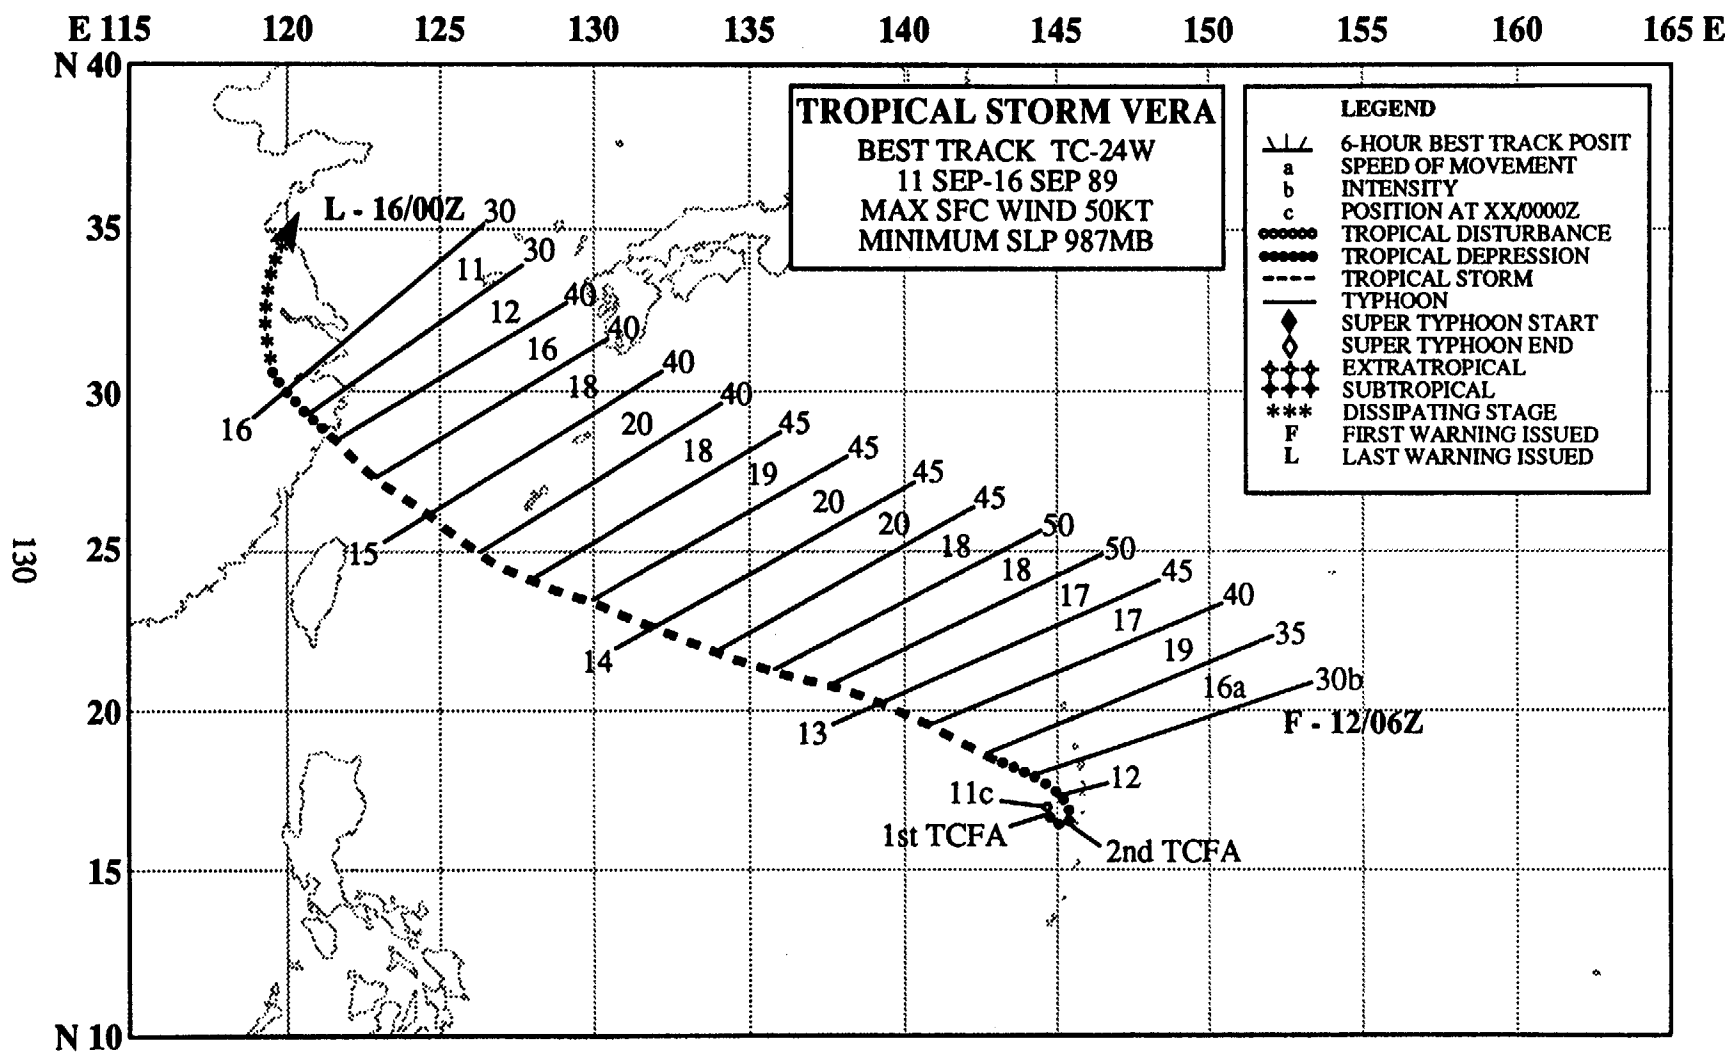 E 115 120 125 130 135 140 145 150 155 160 165 E
N 40
35
30
25
20
15
N 10
130
TROPICAL STORM VERA
BEST TRACK TC-24W
11 SEP-16 SEP 89
MAX SFC WIND 50KT
MINIMUM SLP 987MB
LEGEND
6-HOUR BEST TRACK POSIT
a SPEED OF MOVEMENT
b INTENSITY
c POSITION AT XX/0000Z
TROPICAL DISTURBANCE
TROPICAL DEPRESSION
TROPICAL STORM
TYPHOON
SUPER TYPHOON START
SUPER TYPHOON END
EXTRATROPICAL
SUBTROPICAL
*** DISSIPATING STAGE
F FIRST WARNING ISSUED
L LAST WARNING ISSUED
L - 16/00Z
30
11
30
12
40
16
40
18
40
20
40
18
45
19
45
20
45
20
45
18
50
18
50
17
45
17
40
19
35
16a
30b
F - 12/06Z
16
15
14
13
12
11c
1st TCFA
2nd TCFA